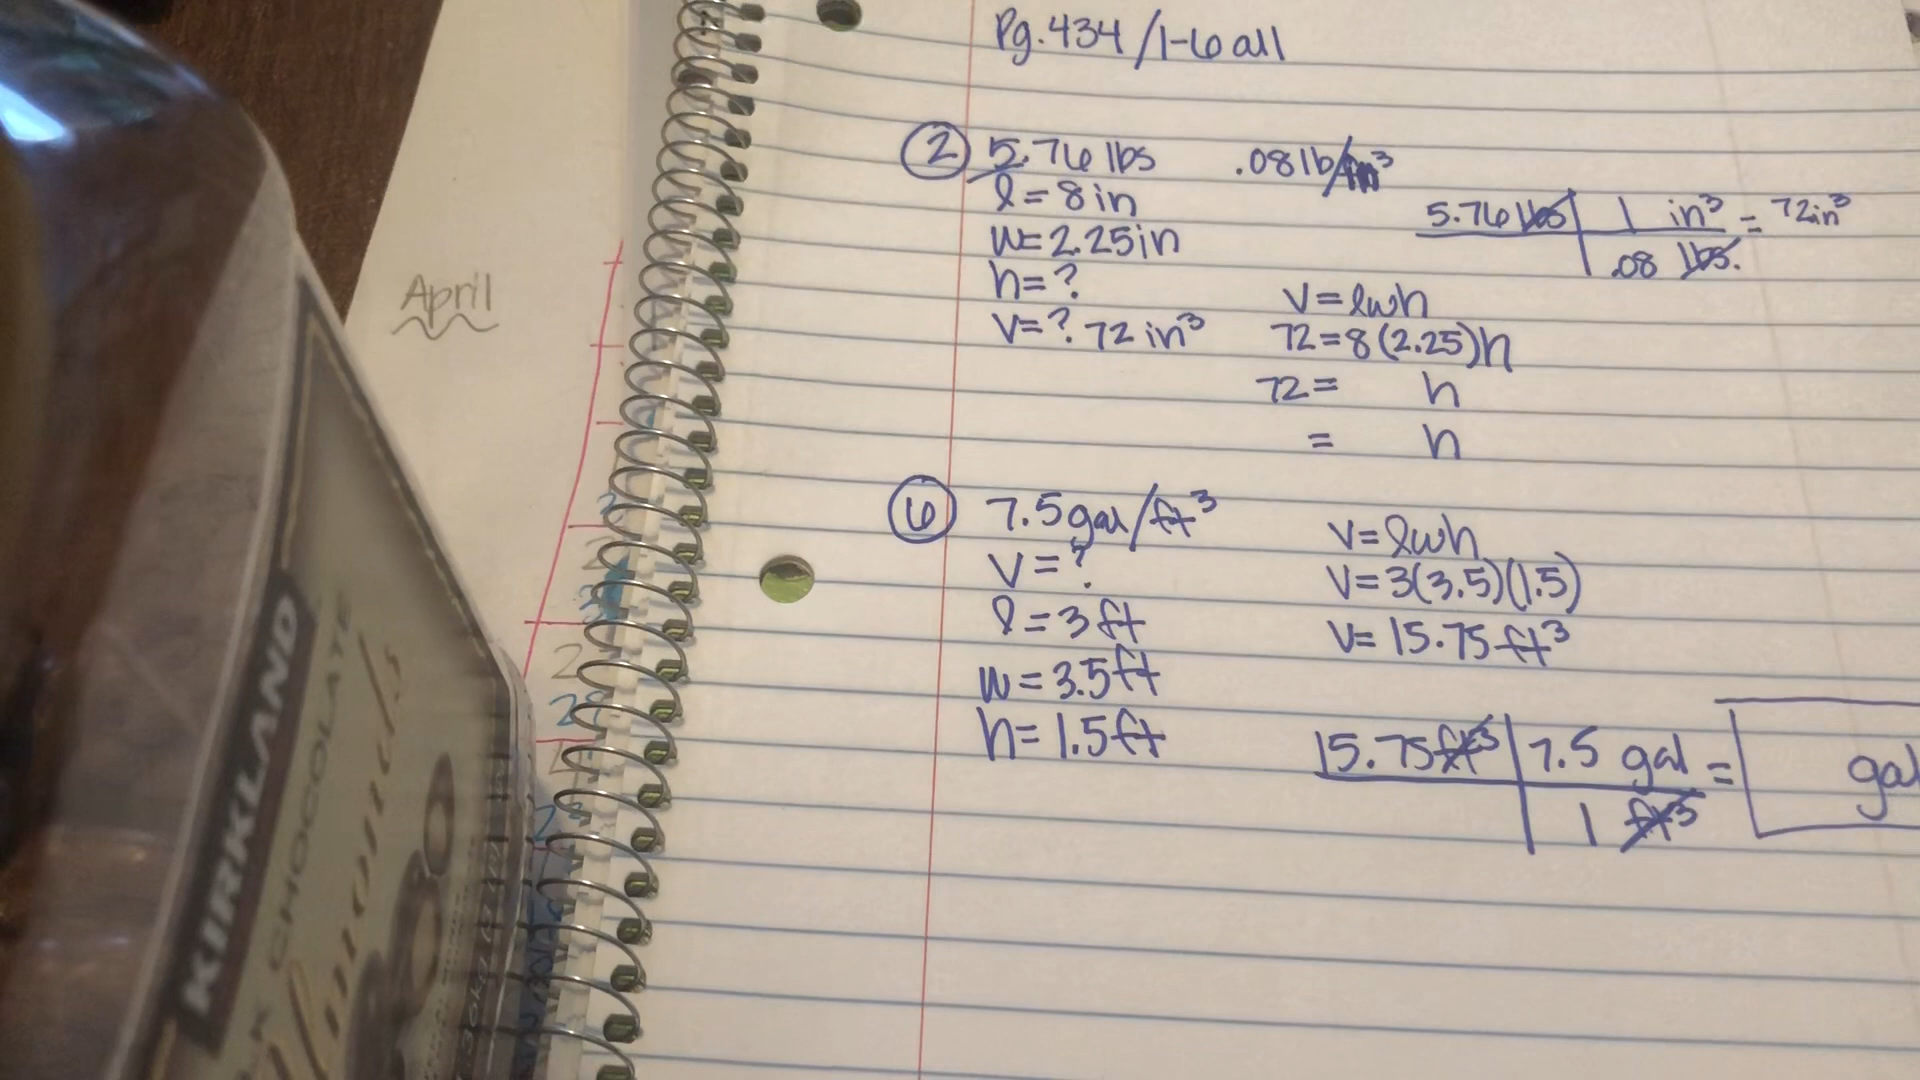 Pg. 434 / 1-6 all
② 5.76 lbs .08 lb/in³
l = 8 in
w = 2.25 in
h = ?
v = ? 72 in³
5.76 lbs | 1 in³ = 72 in³
.08 lbs.
V = lwh
72 = 8(2.25)h
72 = h
= h
⑥ 7.5 gal/ft³
V = ?
l = 3 ft
w = 3.5 ft
h = 1.5 ft
V = lwh
V = 3(3.5)(1.5)
V = 15.75 ft³
15.75 ft³ | 7.5 gal = gal
1 ft³
April
KIRKLAND
CHOCOLATE